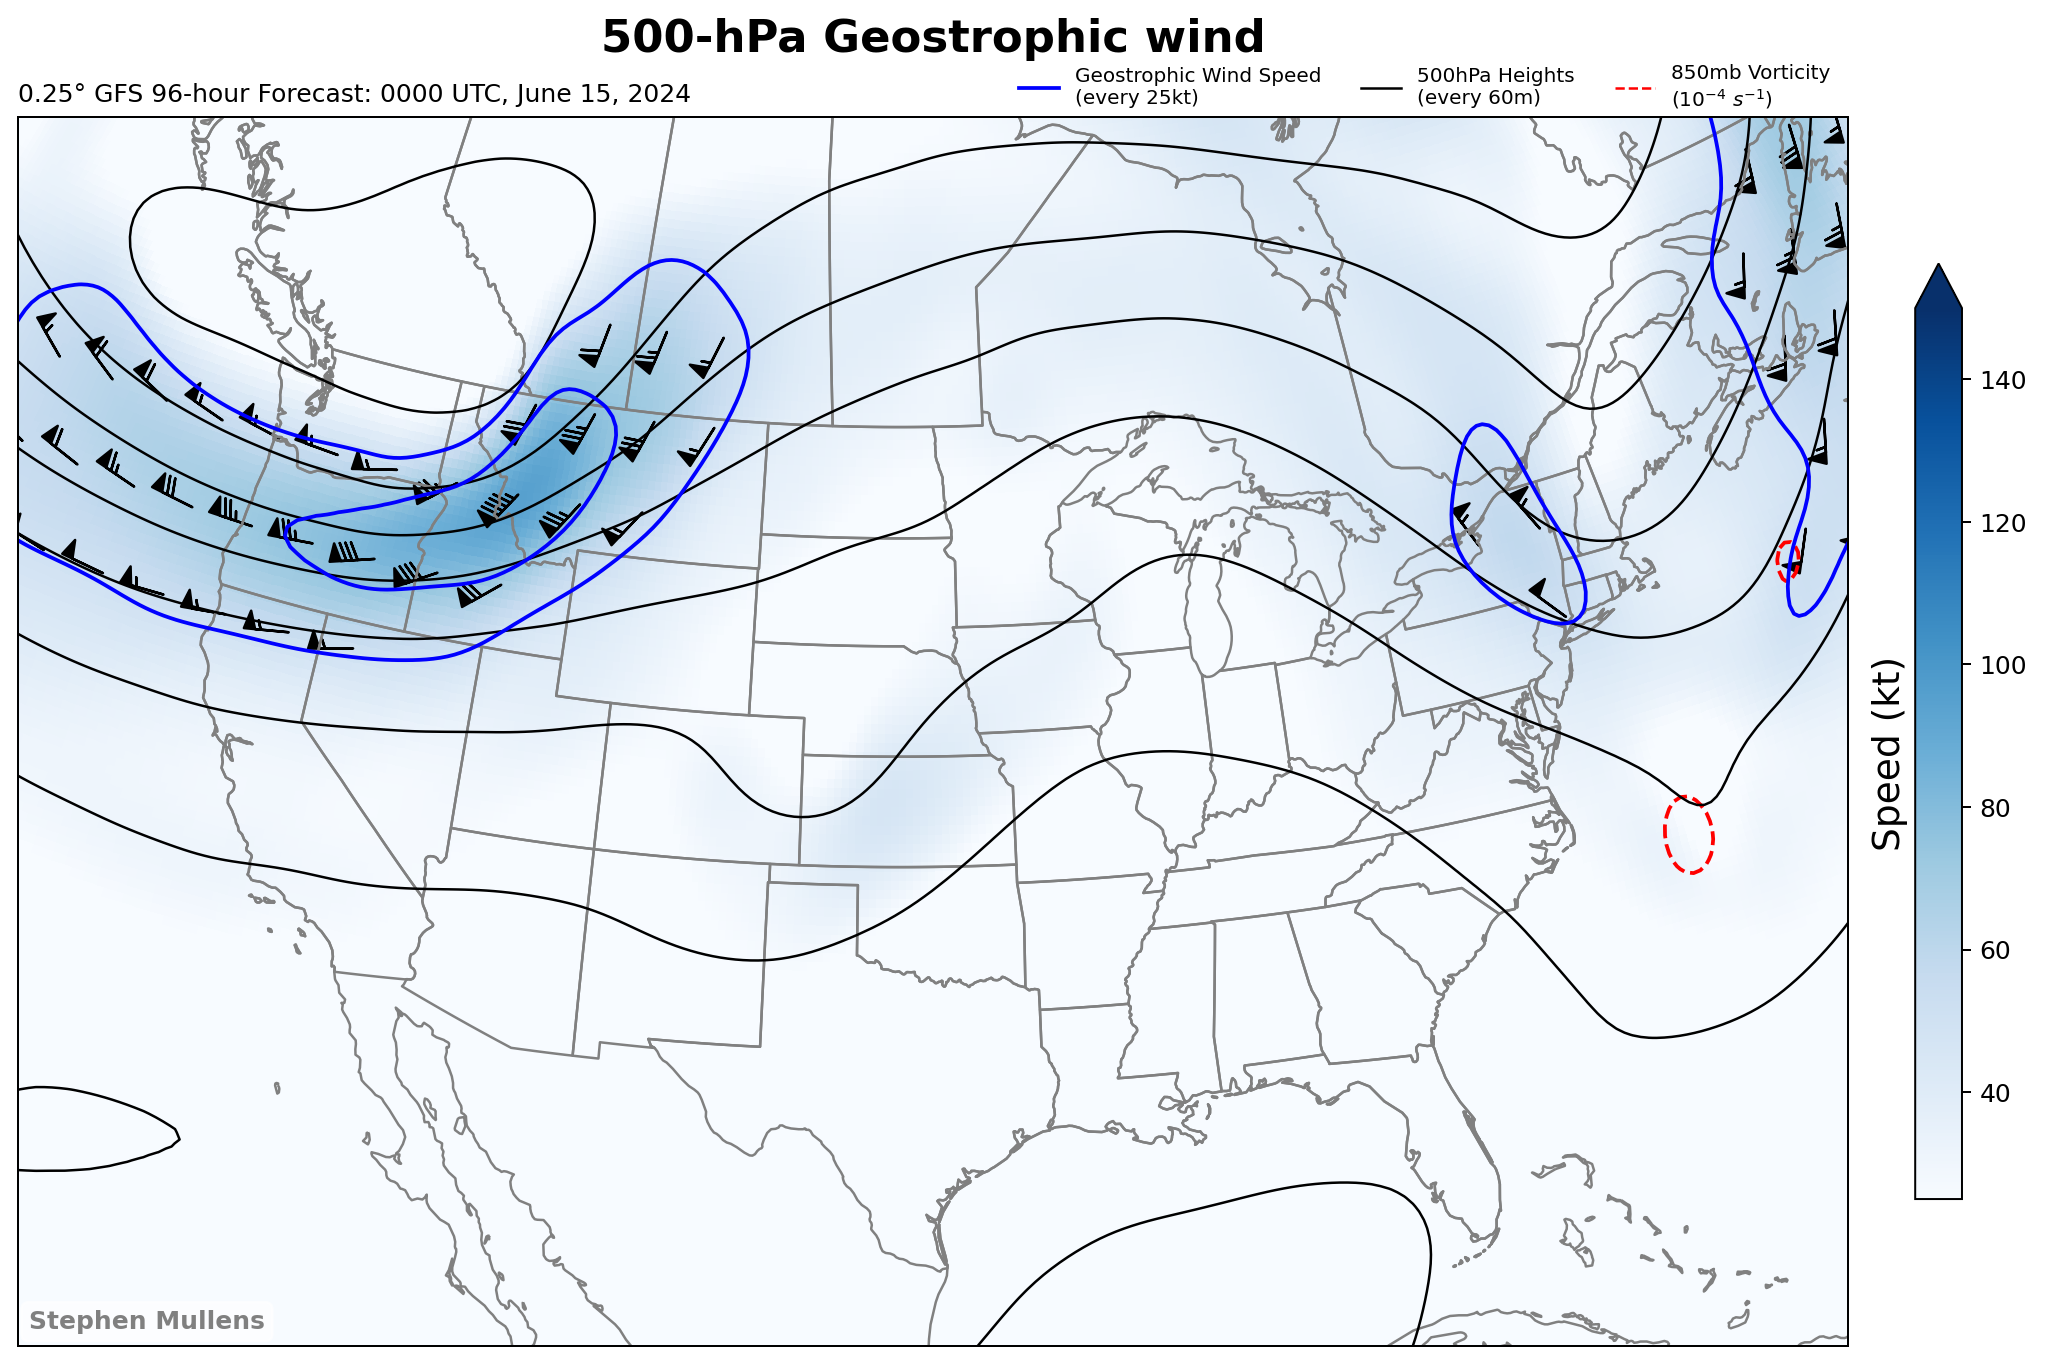 500-hPa Geostrophic wind
0.25° GFS 96-hour Forecast: 0000 UTC, June 15, 2024
Geostrophic Wind Speed
(every 25kt)
500hPa Heights
(every 60m)
850mb Vorticity
(10⁻⁴ s⁻¹)
140
120
100
80
60
40
Speed (kt)
Stephen Mullens